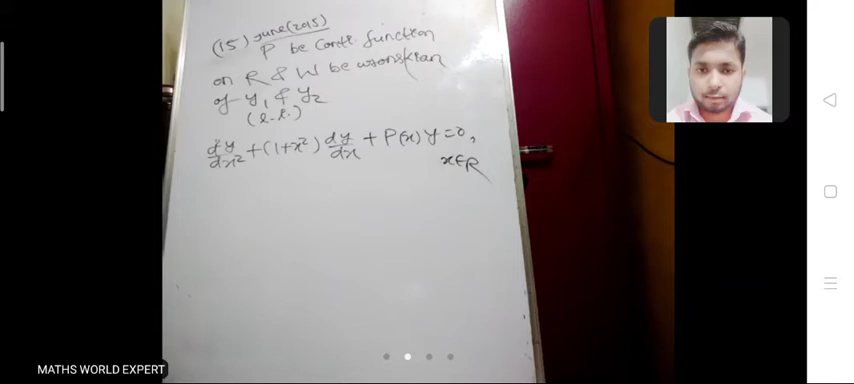 (15) June(2015)
P be conti. function
on R & W be wronskian
of y₁ & y₂
(l.I.)
d²y/dx² + (1+x²) dy/dx + P(x) y = 0,
x∈R
MATHS WORLD EXPERT